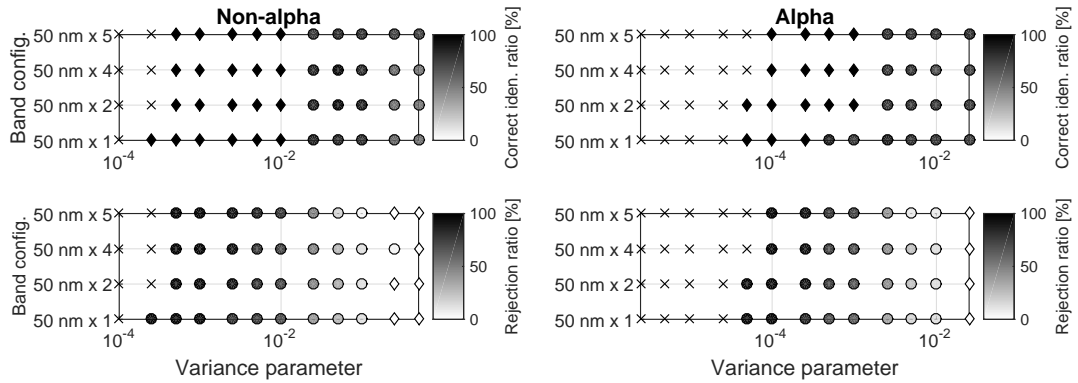 Non-alpha
Alpha
Band config.
50 nm x 5
50 nm x 4
50 nm x 2
50 nm x 1
10-4
10-2
100
50
0
Correct iden. ratio [%]
50 nm x 5
50 nm x 4
50 nm x 2
50 nm x 1
10-4
10-2
100
50
0
Correct iden. ratio [%]
Band config.
50 nm x 5
50 nm x 4
50 nm x 2
50 nm x 1
10-4
10-2
Variance parameter
100
50
0
Rejection ratio [%]
50 nm x 5
50 nm x 4
50 nm x 2
50 nm x 1
10-4
10-2
Variance parameter
100
50
0
Rejection ratio [%]